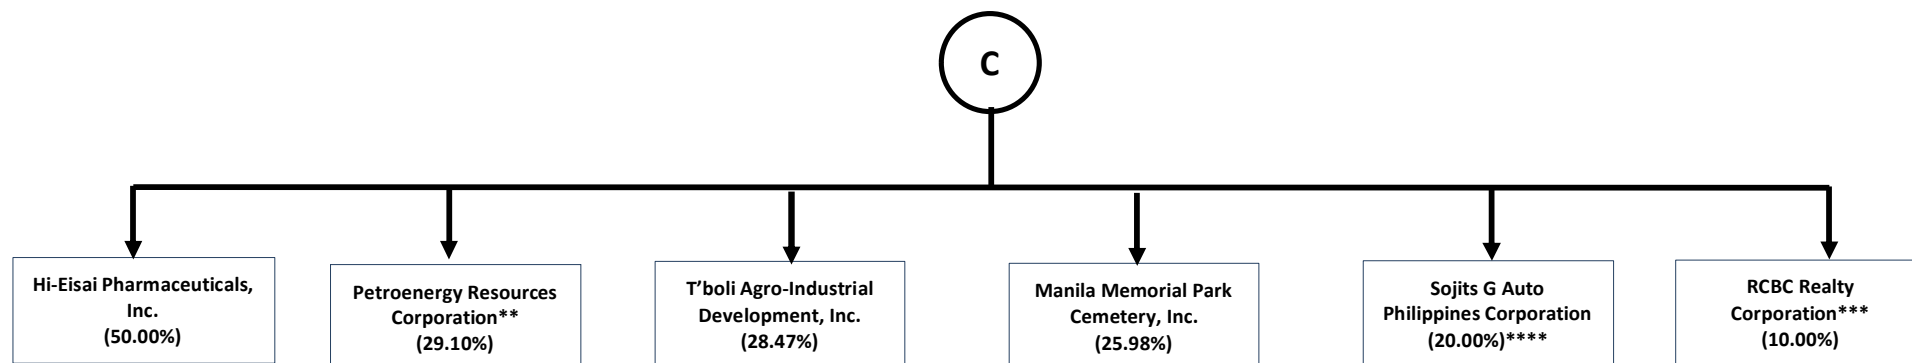 C
Hi-Eisai Pharmaceuticals,
Inc.
(50.00%)
Petroenergy Resources
Corporation**
(29.10%)
T’boli Agro-Industrial
Development, Inc.
(28.47%)
Manila Memorial Park
Cemetery, Inc.
(25.98%)
Sojits G Auto
Philippines Corporation
(20.00%)****
RCBC Realty
Corporation***
(10.00%)